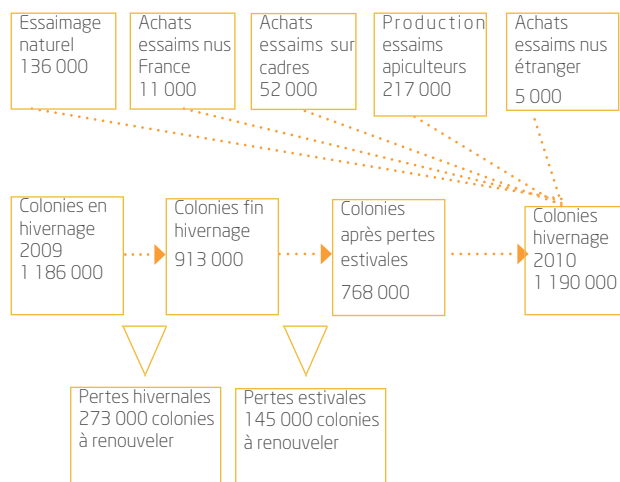 Essaimage
naturel
136 000
Achats
essaims nus
France
11 000
Achats
essaims sur
cadres
52 000
Production
essaims
apiculteurs
217 000
Achats
essaims nus
étranger
5 000
Colonies en
hivernage
2009
1 186 000
Colonies fin
hivernage
913 000
Colonies
après pertes
estivales
768 000
Colonies
hivernage
2010
1 190 000
Pertes hivernales
273 000 colonies
à renouveler
Pertes estivales
145 000 colonies
à renouveler